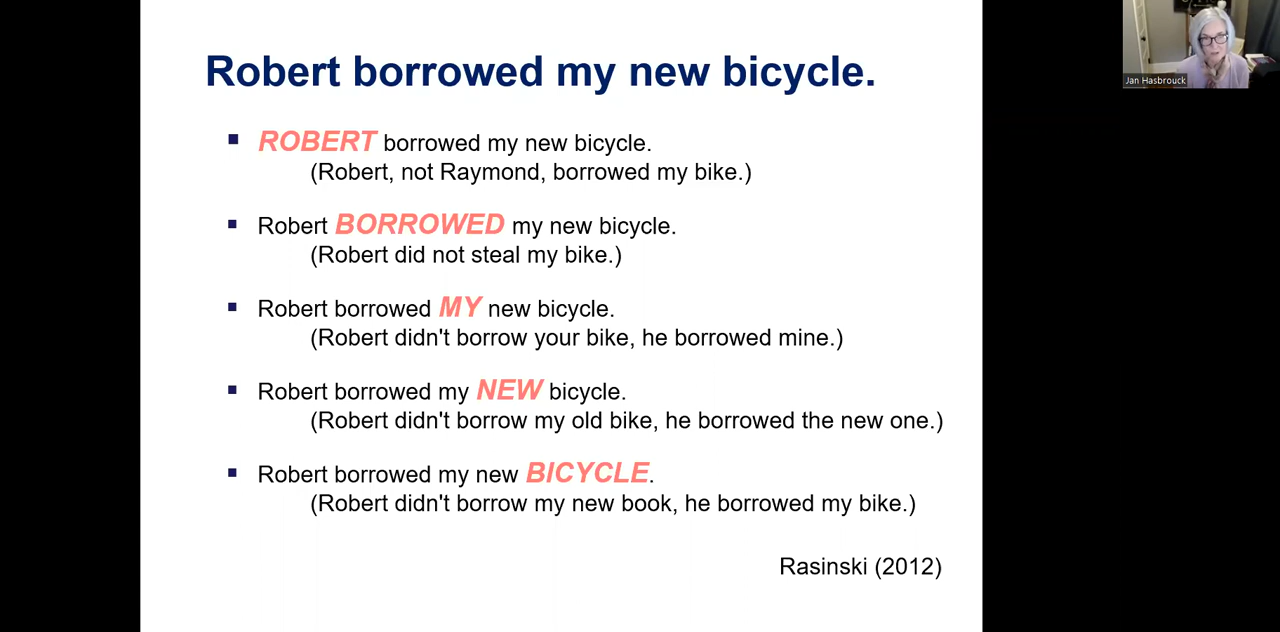 Robert borrowed my new bicycle.
▪ ROBERT borrowed my new bicycle.
(Robert, not Raymond, borrowed my bike.)
▪ Robert BORROWED my new bicycle.
(Robert did not steal my bike.)
▪ Robert borrowed MY new bicycle.
(Robert didn't borrow your bike, he borrowed mine.)
▪ Robert borrowed my NEW bicycle.
(Robert didn't borrow my old bike, he borrowed the new one.)
▪ Robert borrowed my new BICYCLE.
(Robert didn't borrow my new book, he borrowed my bike.)
Rasinski (2012)
Jan Hasbrouck